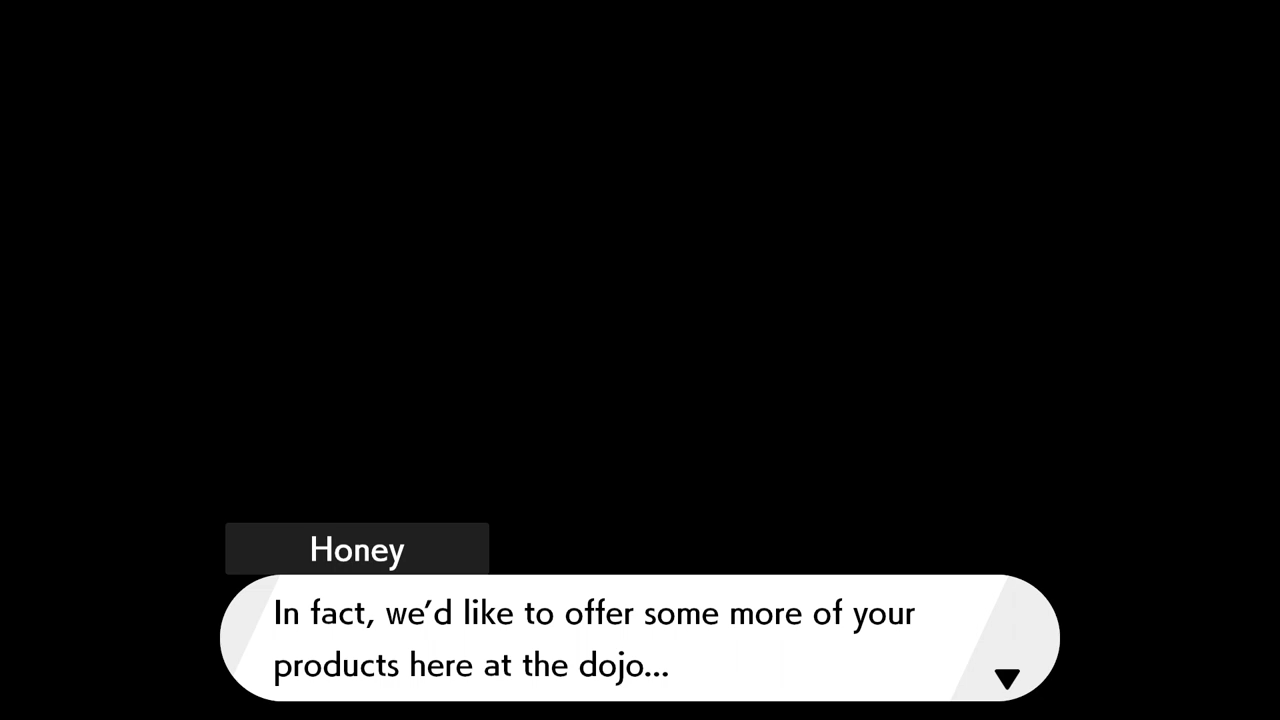 Honey
In fact, we’d like to offer some more of your
products here at the dojo...